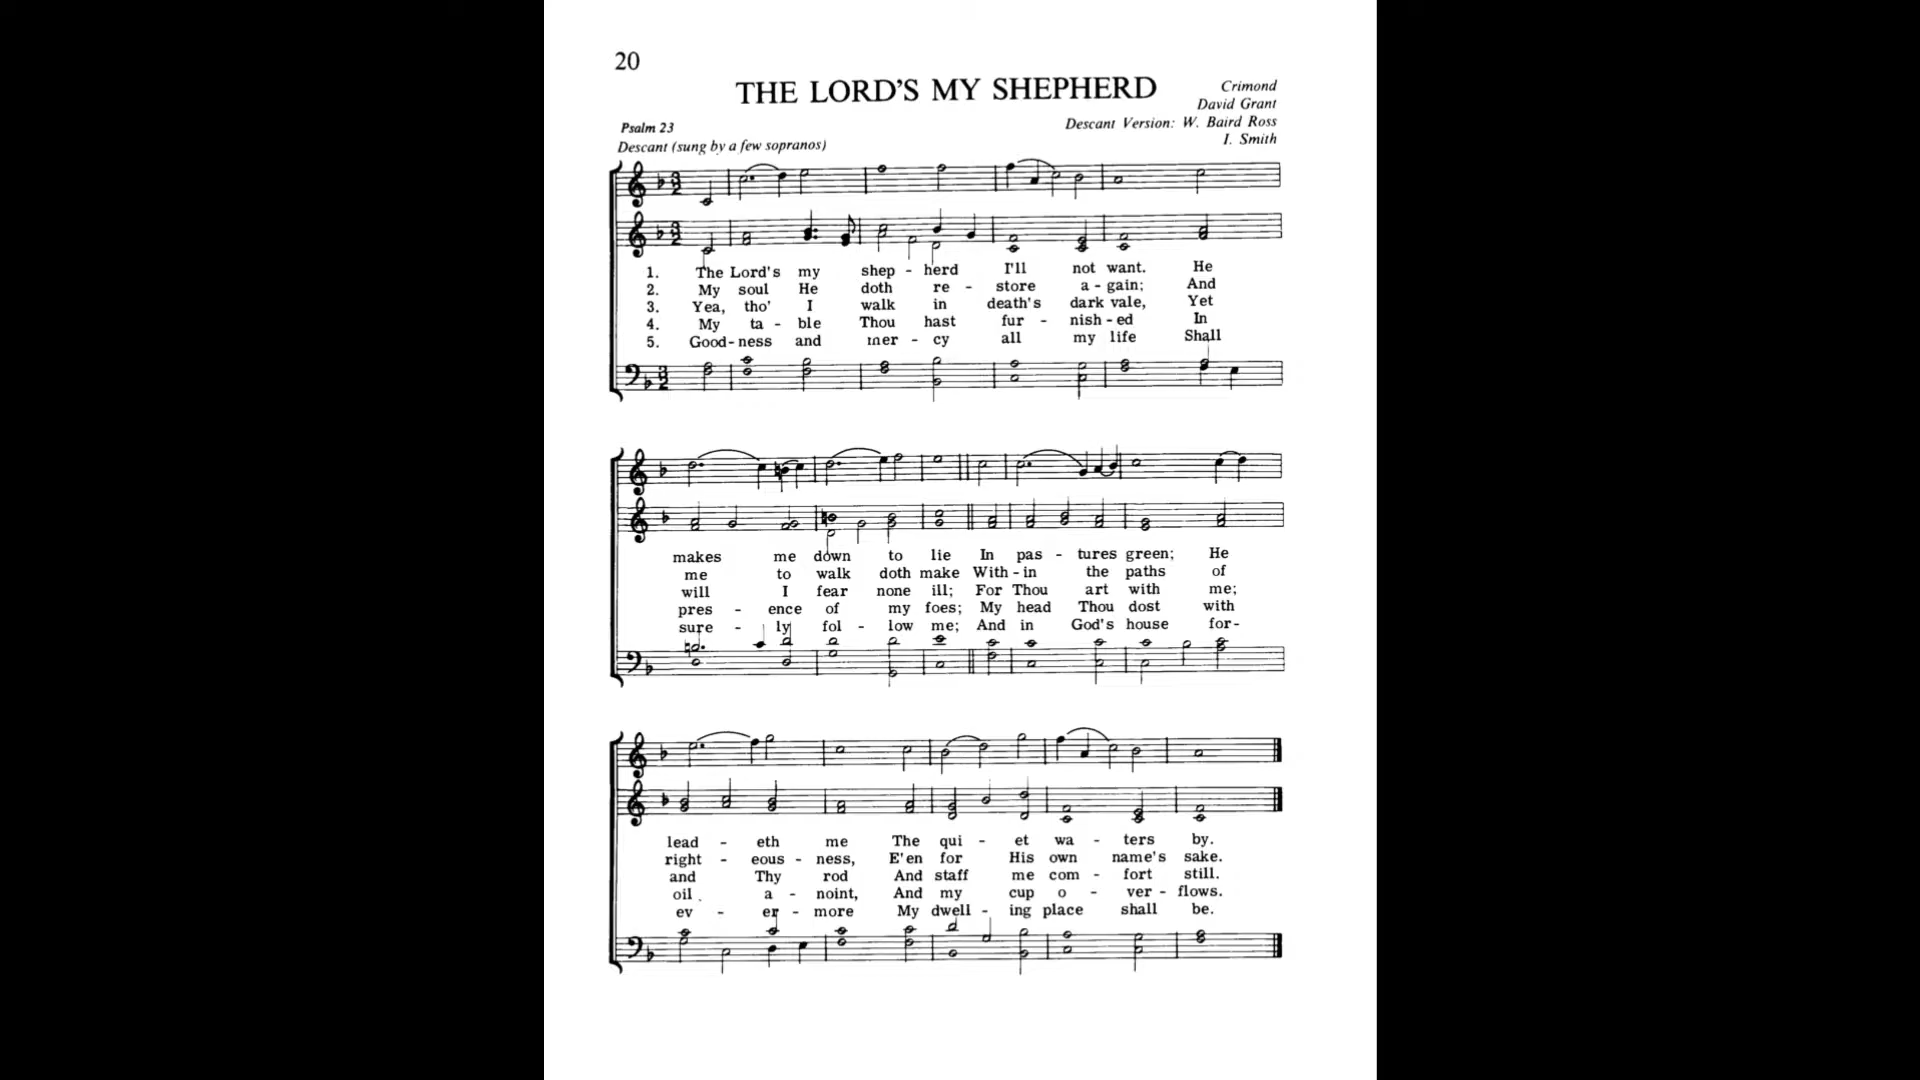 20
THE LORD'S MY SHEPHERD
Crimond
David Grant
Psalm 23
Descant Version: W. Baird Ross
Descant (sung by a few sopranos)
I. Smith
1. The Lord's my shep - herd I'll not want. He
2. My soul He doth re - store a - gain; And
3. Yea, tho' I walk in death's dark vale, Yet
4. My ta - ble Thou hast fur - nish - ed In
5. Good - ness and mer - cy all my life Shall
makes me down to lie In pas - tures green; He
me to walk doth make With - in the paths of
will I fear none ill; For Thou art with me;
pres - ence of my foes; My head Thou dost with
sure - ly fol - low me; And in God's house for-
lead - eth me The qui - et wa - ters by.
right - eous - ness, E'en for His own name's sake.
and Thy rod And staff me com - fort still.
oil a - noint, And my cup o - ver - flows.
ev - er - more My dwell - ing place shall be.